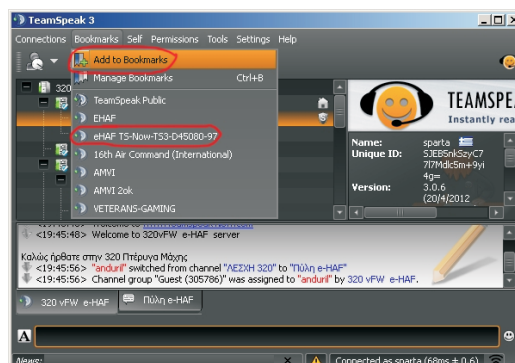 TeamSpeak 3
Connections Bookmarks Self Permissions Tools Settings Help
Add to Bookmarks
Manage Bookmarks Ctrl+B
320
TeamSpeak Public
EHAF
eHAF TS-Now-TS3-D45080-97
16th Air Command (International)
AMVI
AMVI 2ok
VETERANS-GAMING
TEAMSPE
Instantly rea
Name: sparta
Unique ID: SJEB5nkSzyC7
7l7Mdlc5m+9yi
4g=
Version: 3.0.6
(20/4/2012
<19:45:48> Welcome to 320vFW e-HAF server
Καλώς ήρθατε στην 320 Πτέρυγα Μάχης
<19:45:56> "anduril" switched from channel "ΛΕΣΧΗ 320" to "Πύλη e-HAF"
<19:45:56> Channel group "Guest (305786)" was assigned to "anduril" by 320 vFW e-HAF.
320 vFW e-HAF Πύλη e-HAF
A
News: Connected as sparta (68ms ± 0.6)